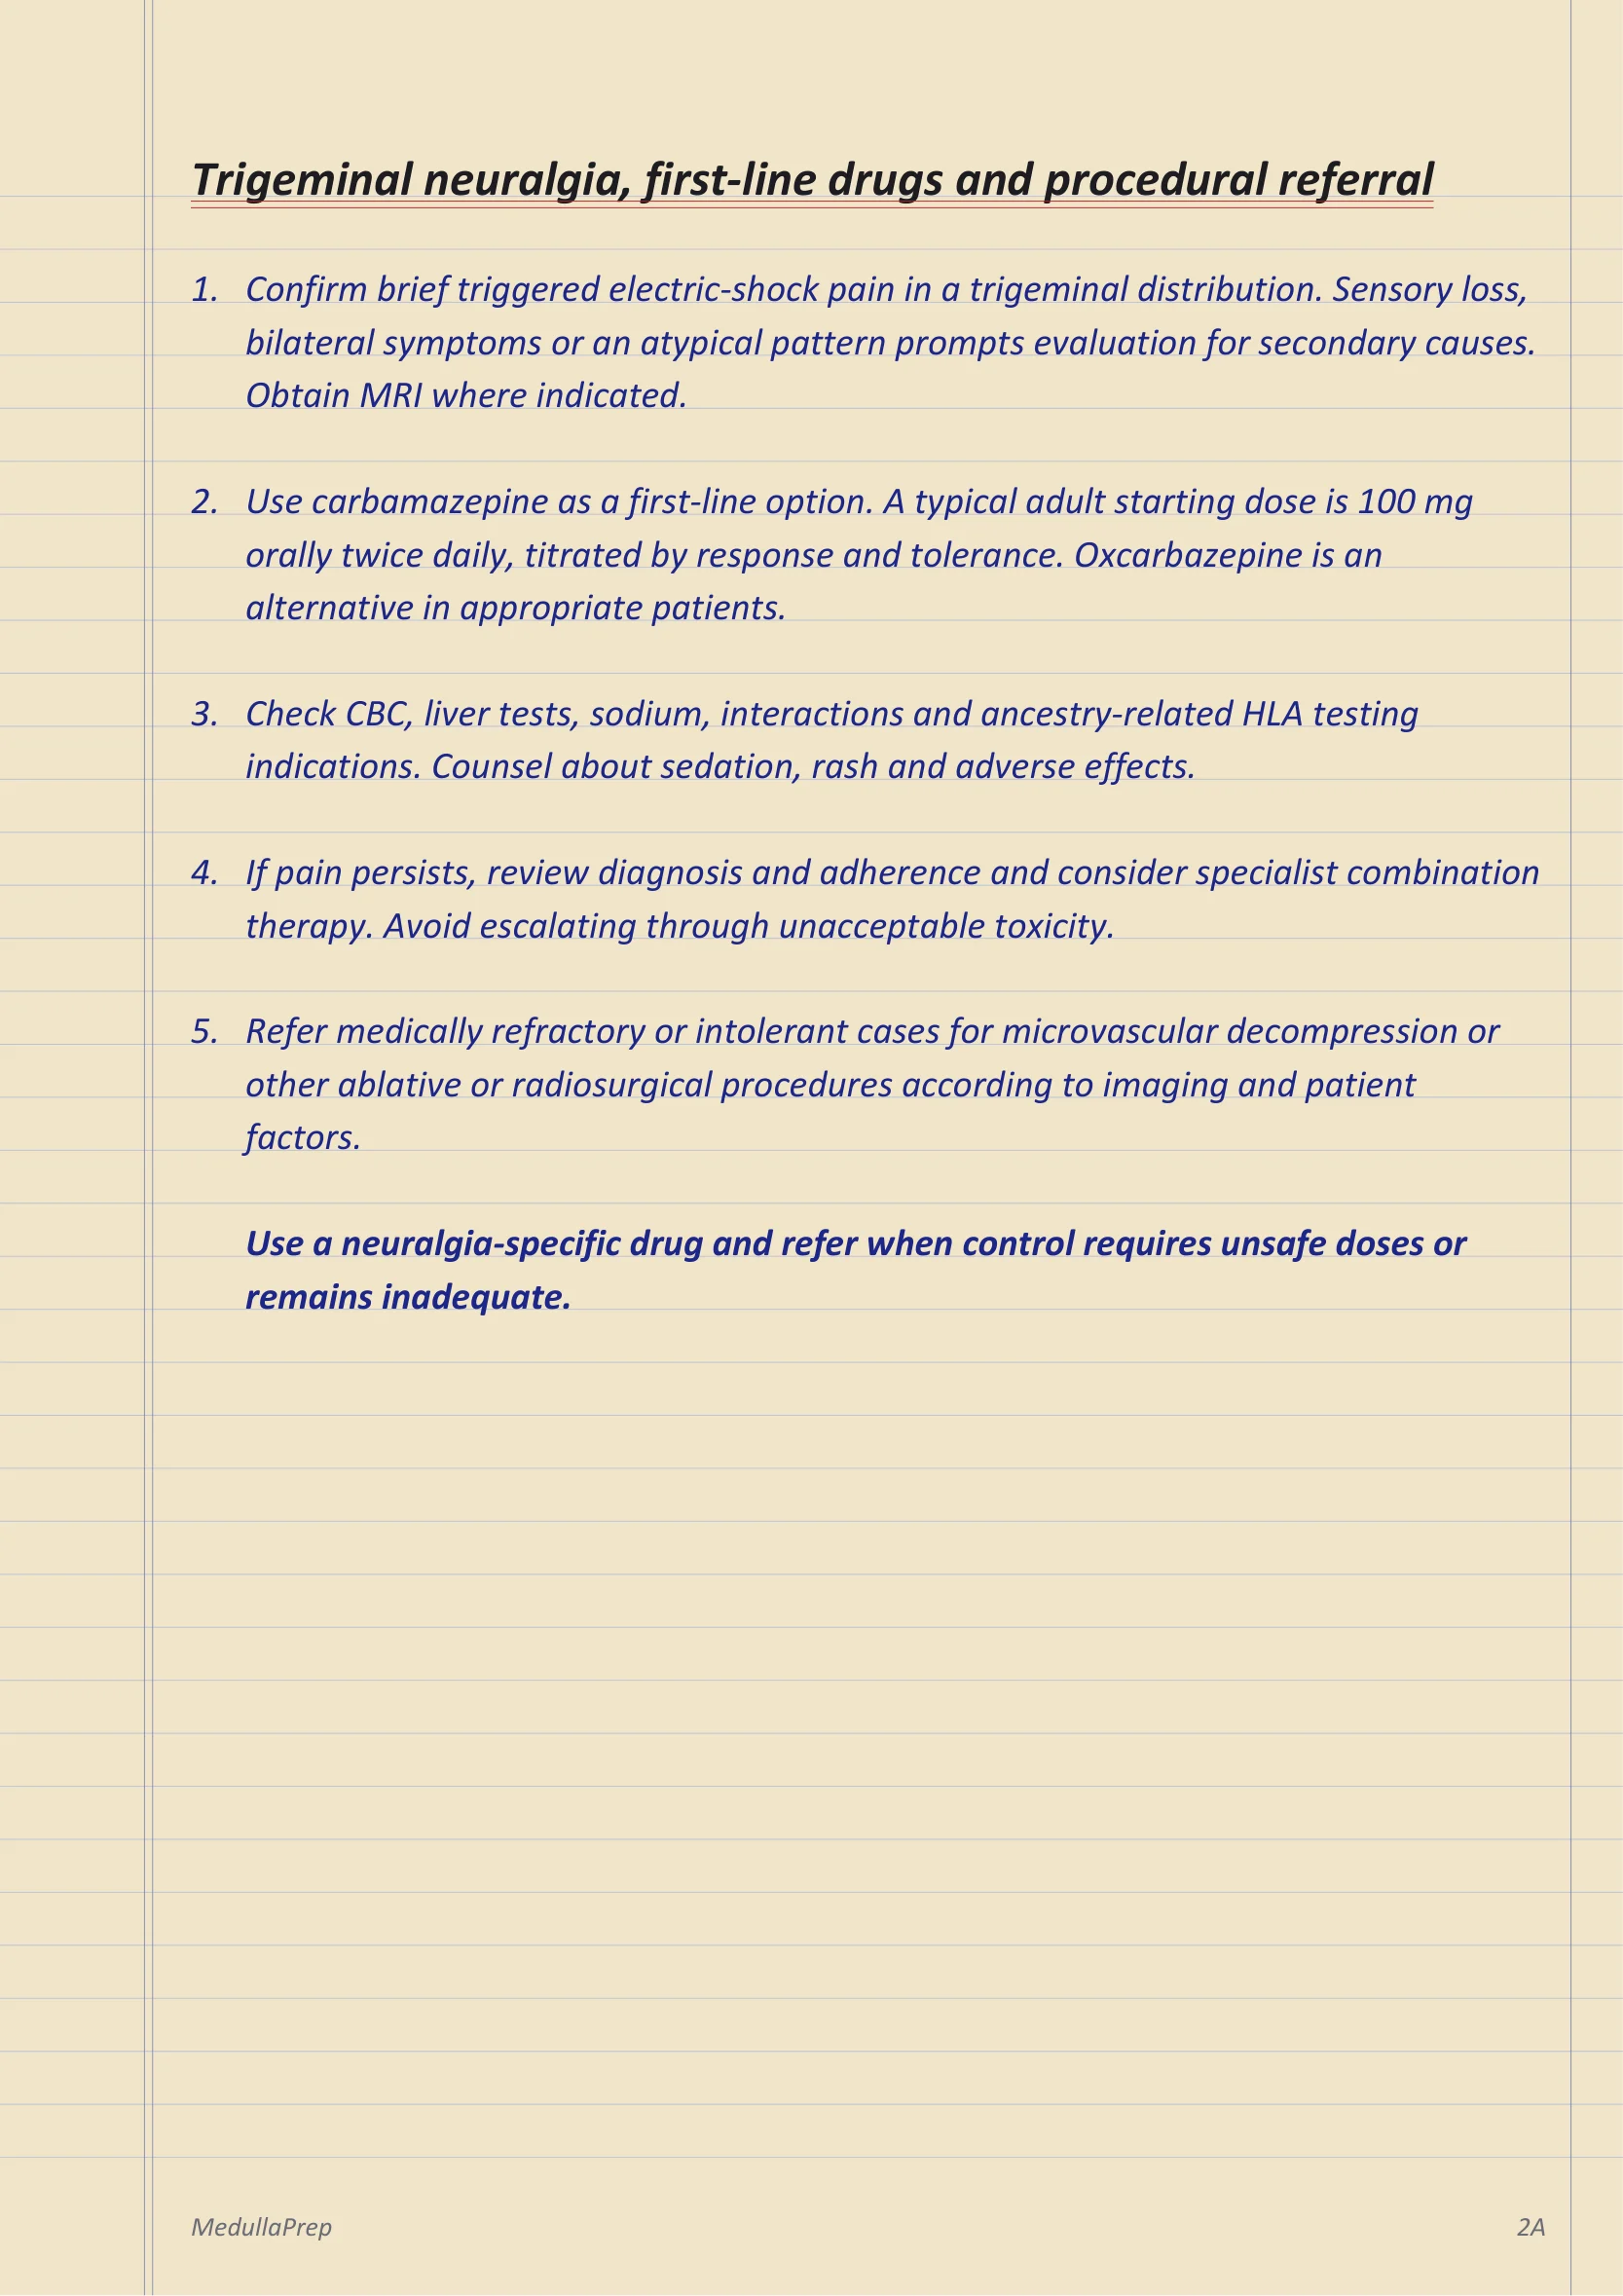 Trigeminal neuralgia, first-line drugs and procedural referral
1. Confirm brief triggered electric-shock pain in a trigeminal distribution. Sensory loss,
bilateral symptoms or an atypical pattern prompts evaluation for secondary causes.
Obtain MRI where indicated.
2. Use carbamazepine as a first-line option. A typical adult starting dose is 100 mg
orally twice daily, titrated by response and tolerance. Oxcarbazepine is an
alternative in appropriate patients.
3. Check CBC, liver tests, sodium, interactions and ancestry-related HLA testing
indications. Counsel about sedation, rash and adverse effects.
4. If pain persists, review diagnosis and adherence and consider specialist combination
therapy. Avoid escalating through unacceptable toxicity.
5. Refer medically refractory or intolerant cases for microvascular decompression or
other ablative or radiosurgical procedures according to imaging and patient
factors.
Use a neuralgia-specific drug and refer when control requires unsafe doses or
remains inadequate.
MedullaPrep
2A